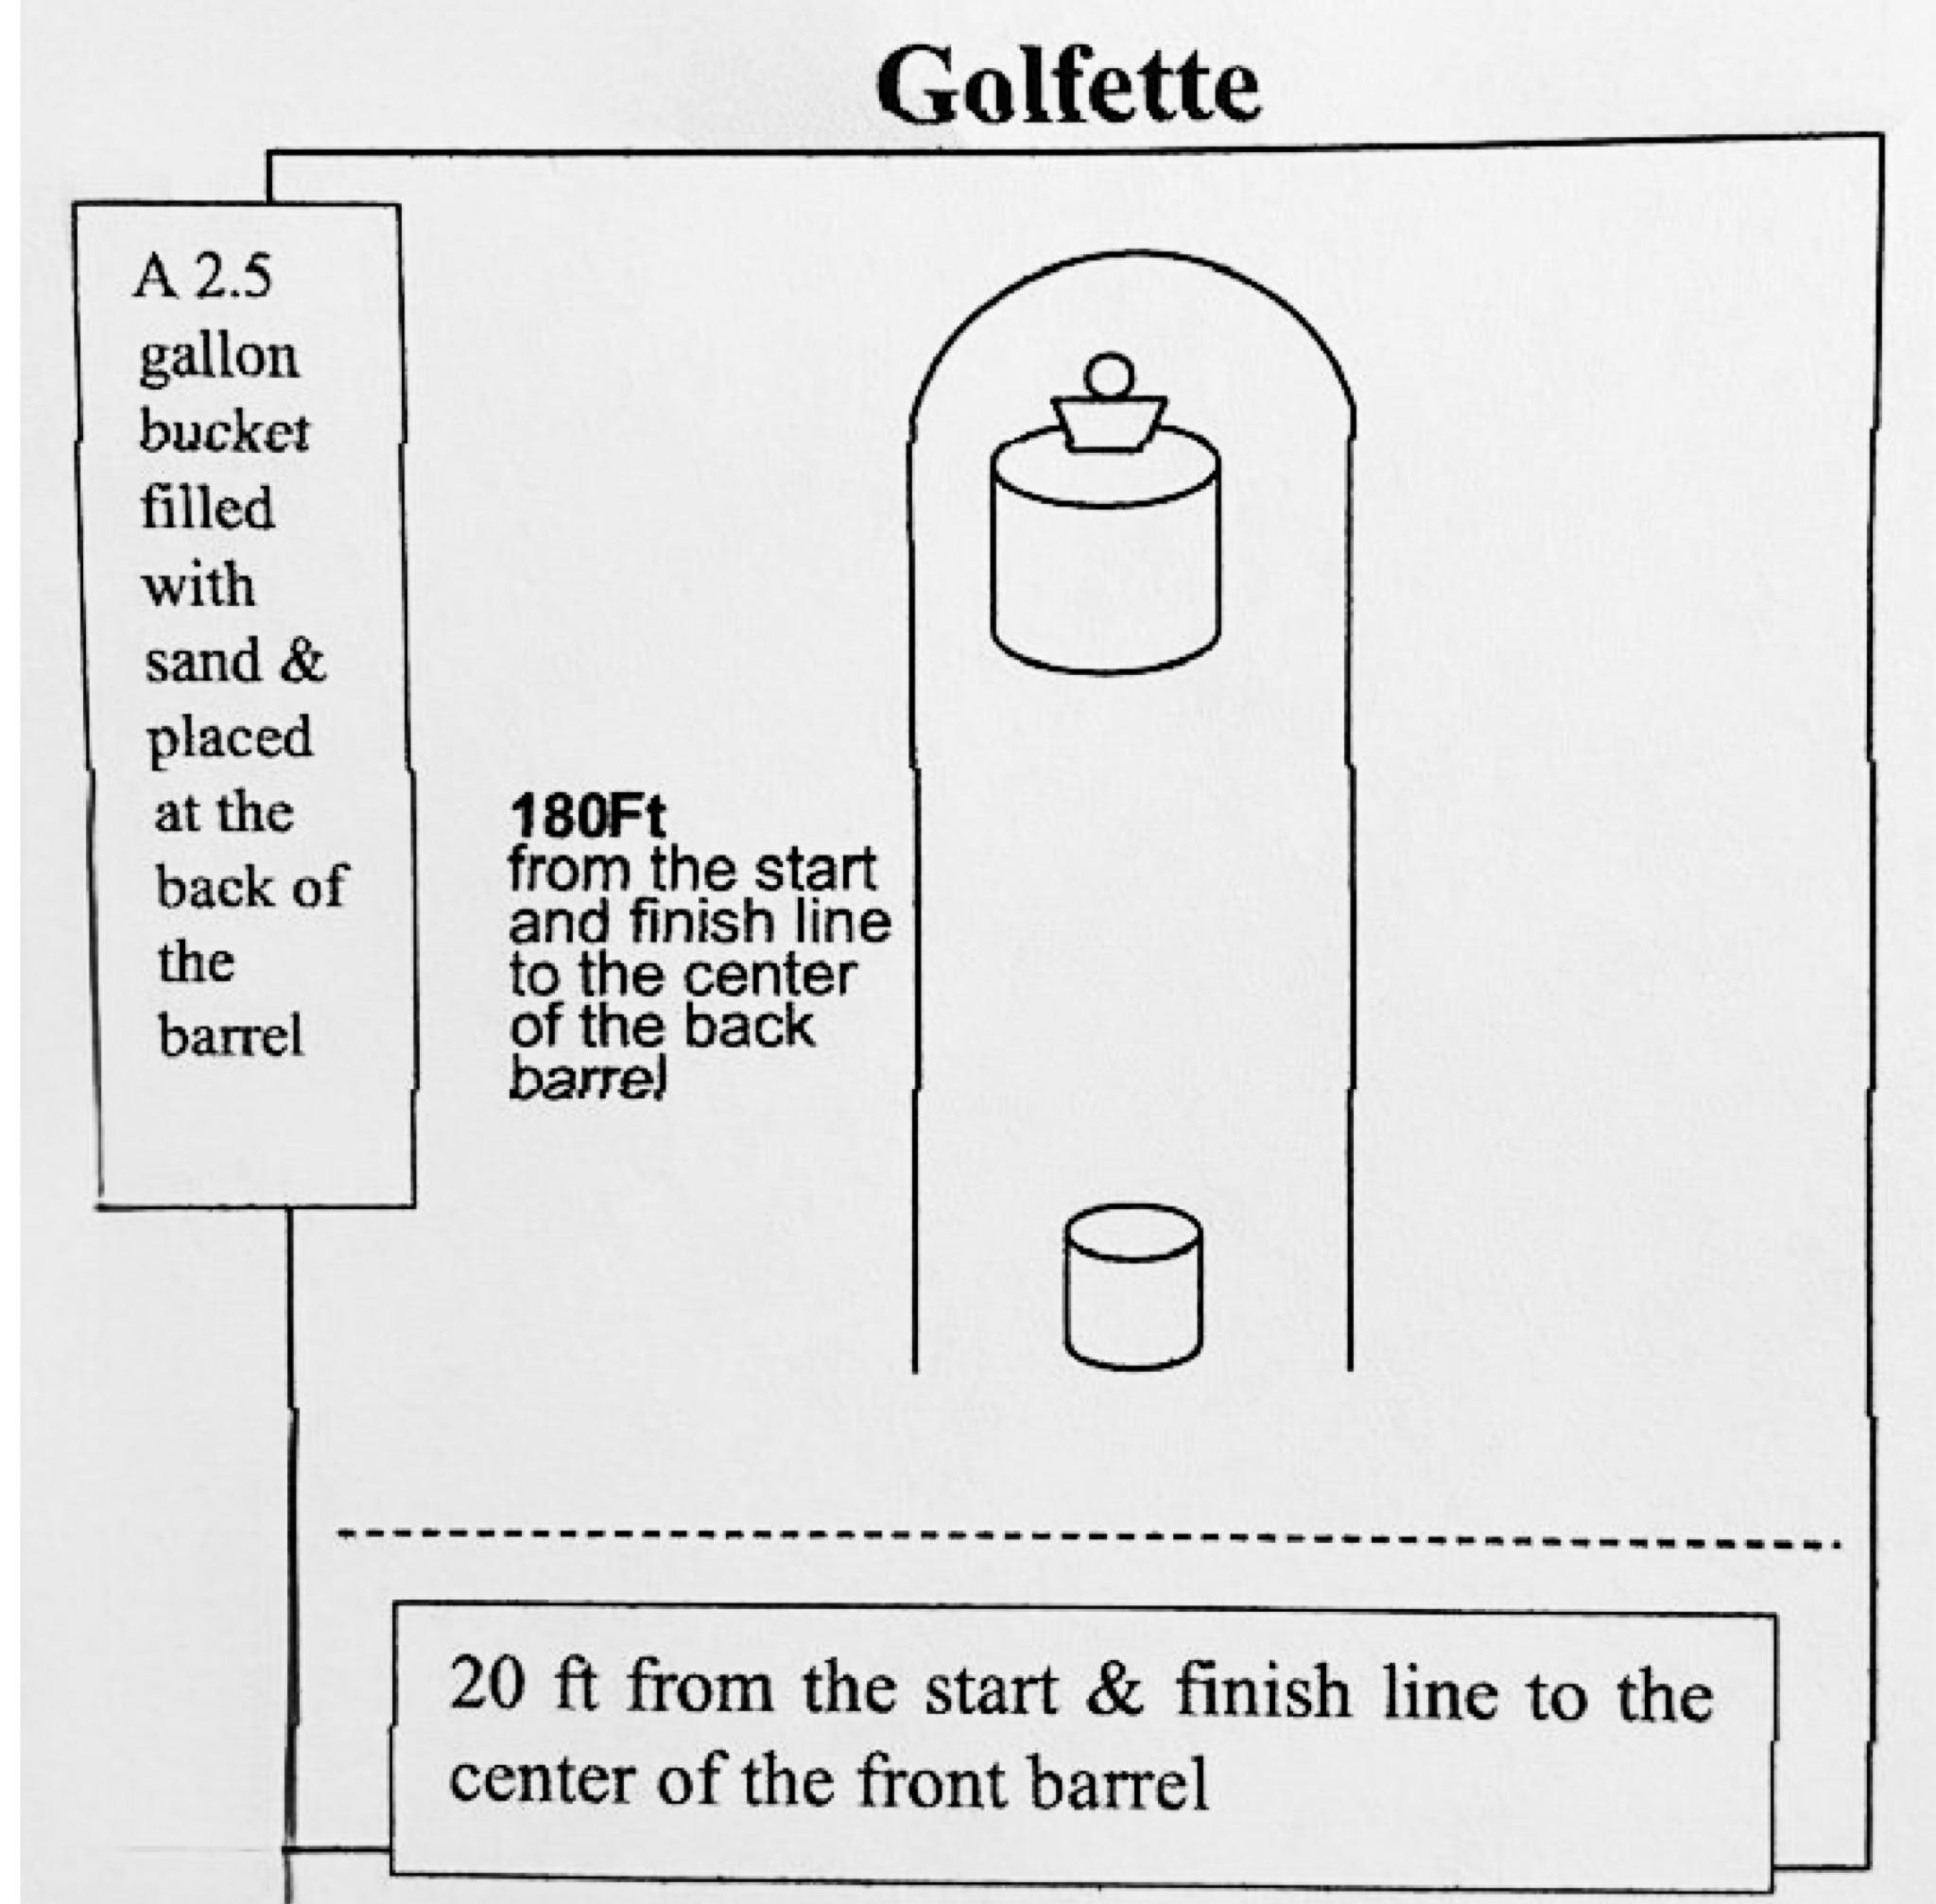 Golfette
A 2.5
gallon
bucket
filled
with
sand &
placed
at the
back of
the
barrel
180Ft
from the start
and finish line
to the center
of the back
barrel
20 ft from the start & finish line to the
center of the front barrel